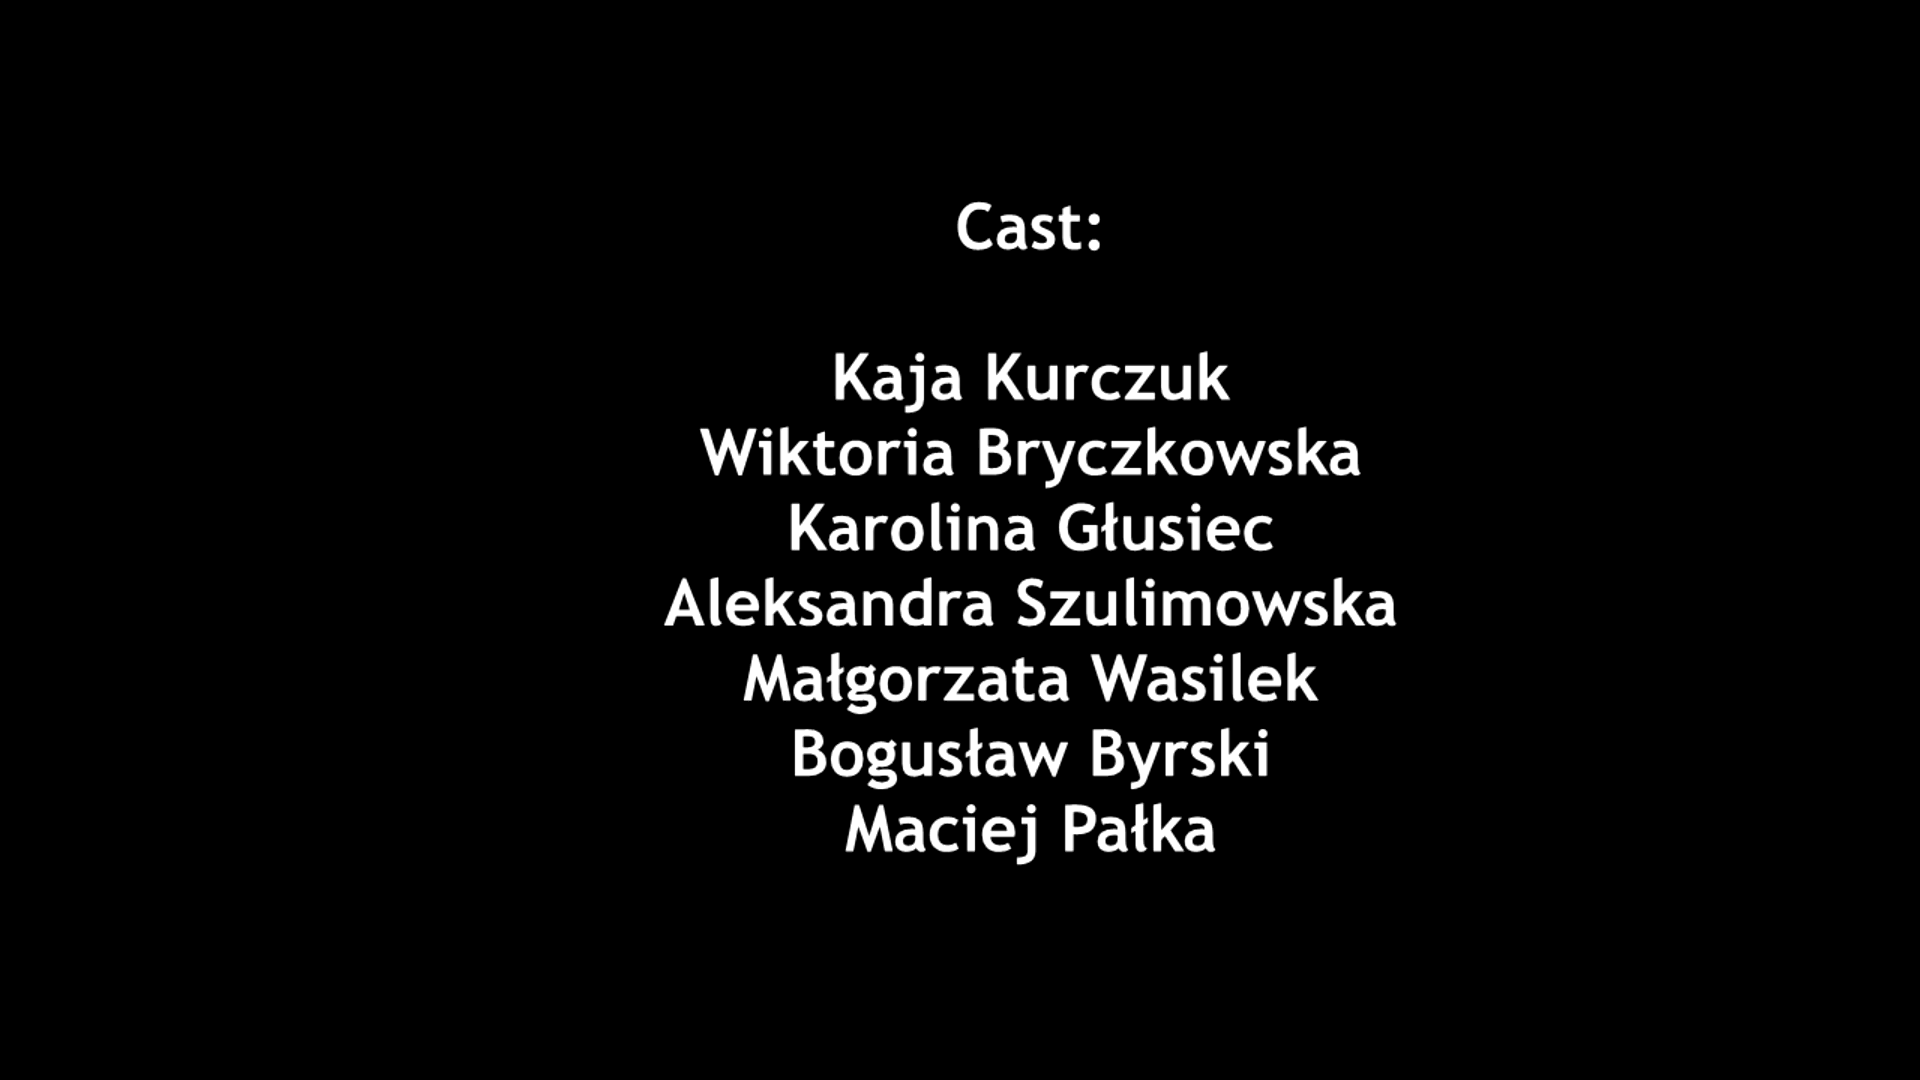 Cast:
Kaja Kurczuk
Wiktoria Bryczkowska
Karolina Głusiec
Aleksandra Szulimowska
Małgorzata Wasilek
Bogusław Byrski
Maciej Pałka